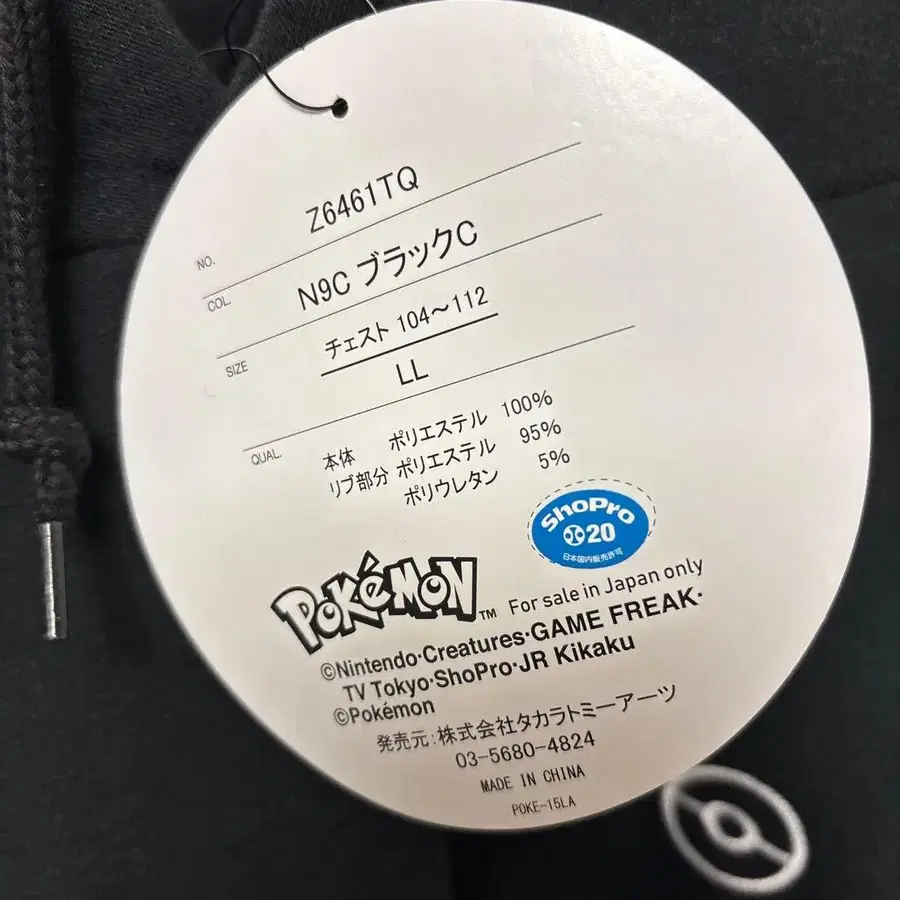 NO. Z6461TQ
COL. N9C ブラックC
SIZE チェスト 104～112
LL
QUAL. 本体 ポリエステル 100%
リブ部分 ポリエステル 95%
ポリウレタン 5%
ShoPro
20
日本国内販売許可
POKéMON™ For sale in Japan only
©Nintendo･Creatures･GAME FREAK･
TV Tokyo･ShoPro･JR Kikaku
©Pokémon
発売元:株式会社タカラトミーアーツ
03-5680-4824
MADE IN CHINA
POKE-15LA